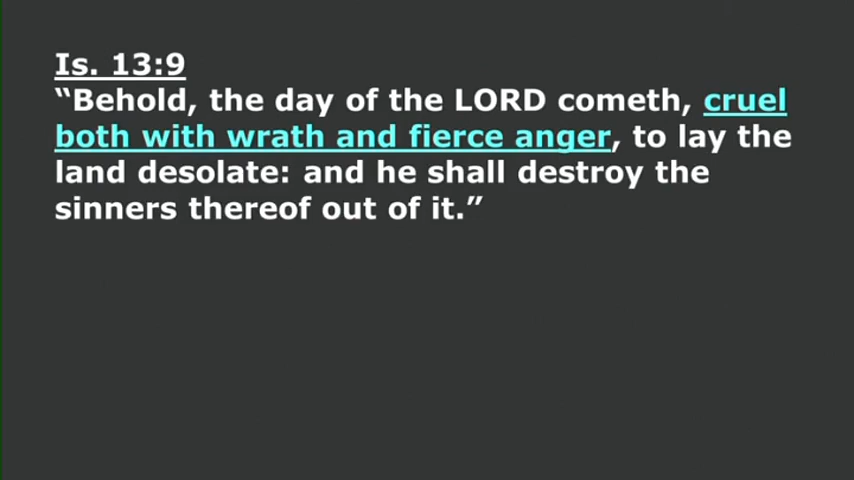 Is. 13:9
“Behold, the day of the LORD cometh, cruel
both with wrath and fierce anger, to lay the
land desolate: and he shall destroy the
sinners thereof out of it.”